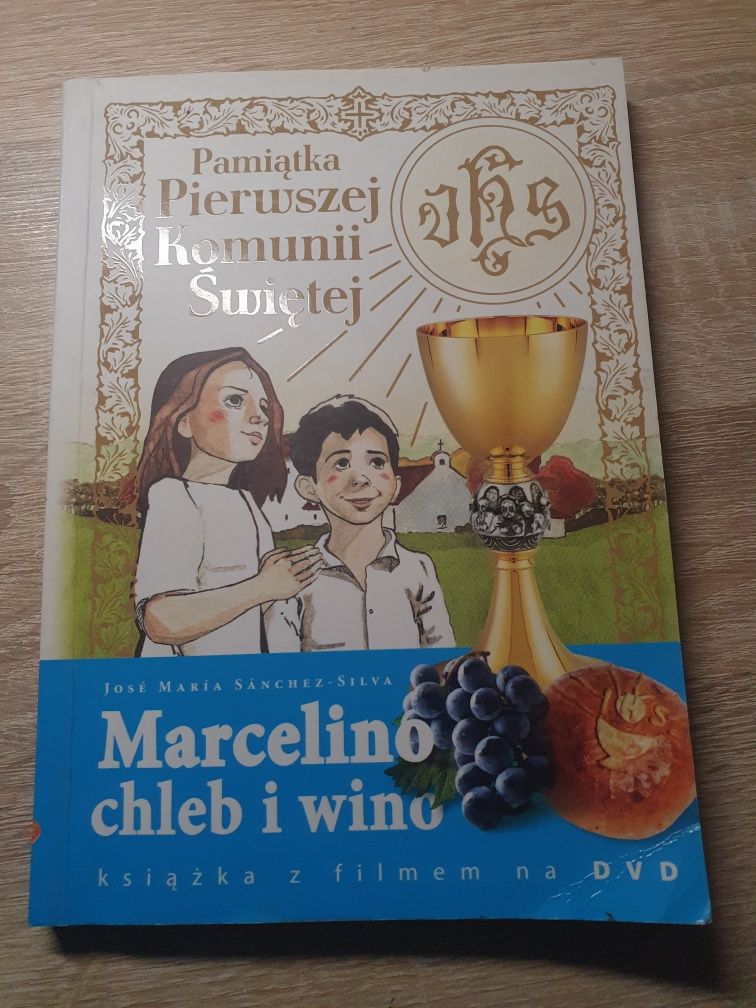 Pamiątka
Pierwszej
Komunii
Świętej
jhs
José María Sánchez-Silva
Marcelino
chleb i wino
książka z filmem na DVD